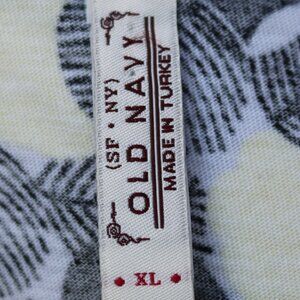 (SF • NY)
OLD NAVY
MADE IN TURKEY
• XL •